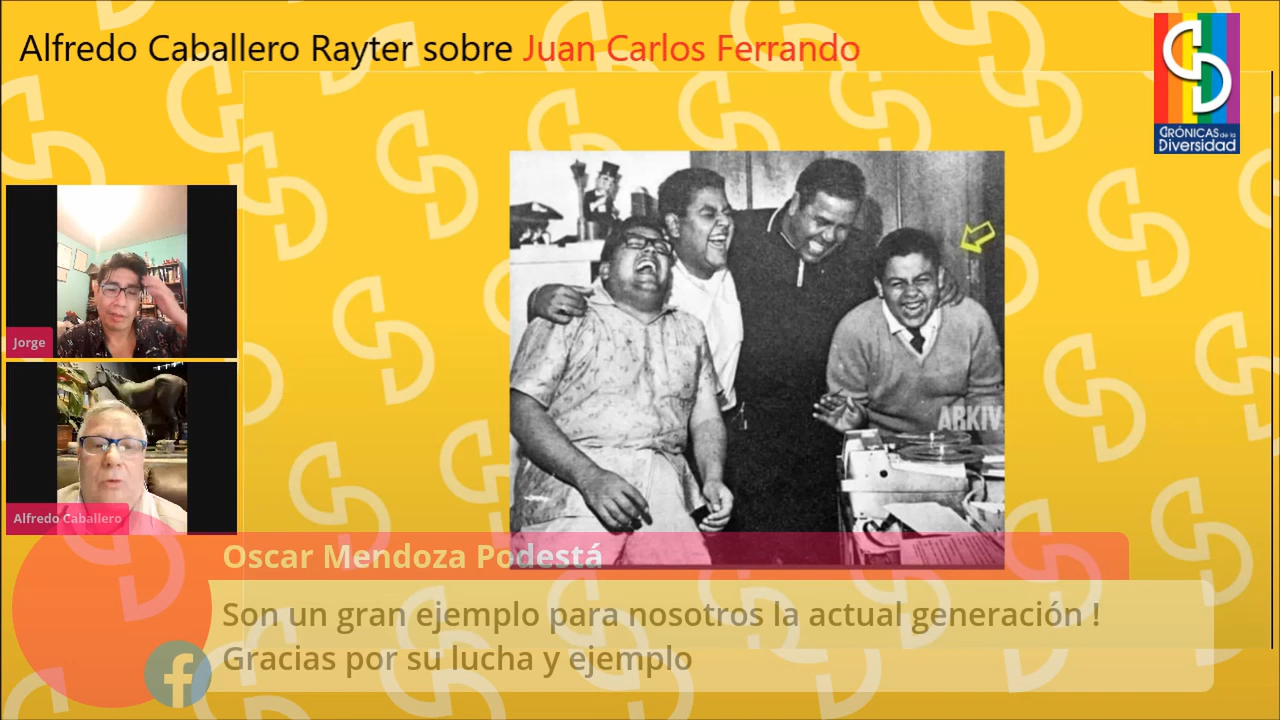 Alfredo Caballero Rayter sobre Juan Carlos Ferrando
CRÓNICAS de la
Diversidad
Jorge
ARKIV
Alfredo Caballero
Oscar Mendoza Podestá
Son un gran ejemplo para nosotros la actual generación !
Gracias por su lucha y ejemplo